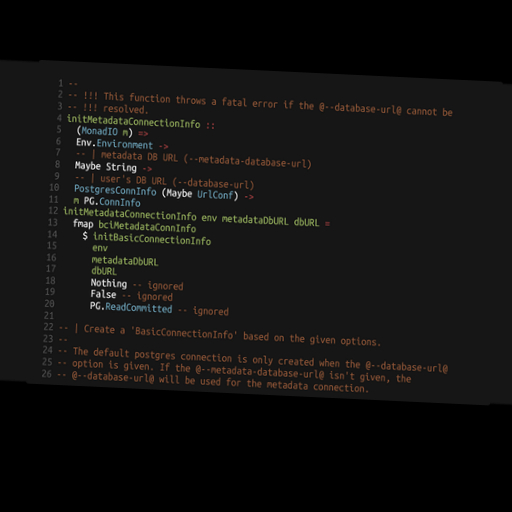 1 --
2 -- !!! This function throws a fatal error if the @--database-url@ cannot be
3 -- !!! resolved.
4 initMetadataConnectionInfo ::
5   (MonadIO m) =>
6   Env.Environment ->
7   -- | metadata DB URL (--metadata-database-url)
8   Maybe String ->
9   -- | user's DB URL (--database-url)
10   PostgresConnInfo (Maybe UrlConf) ->
11   m PG.ConnInfo
12 initMetadataConnectionInfo env metadataDbURL dbURL =
13   fmap bciMetadataConnInfo
14     $ initBasicConnectionInfo
15       env
16       metadataDbURL
17       dbURL
18       Nothing -- ignored
19       False -- ignored
20       PG.ReadCommitted -- ignored
21
22 -- | Create a 'BasicConnectionInfo' based on the given options.
23 --
24 -- The default postgres connection is only created when the @--database-url@
25 -- option is given. If the @--metadata-database-url@ isn't given, the
26 -- @--database-url@ will be used for the metadata connection.